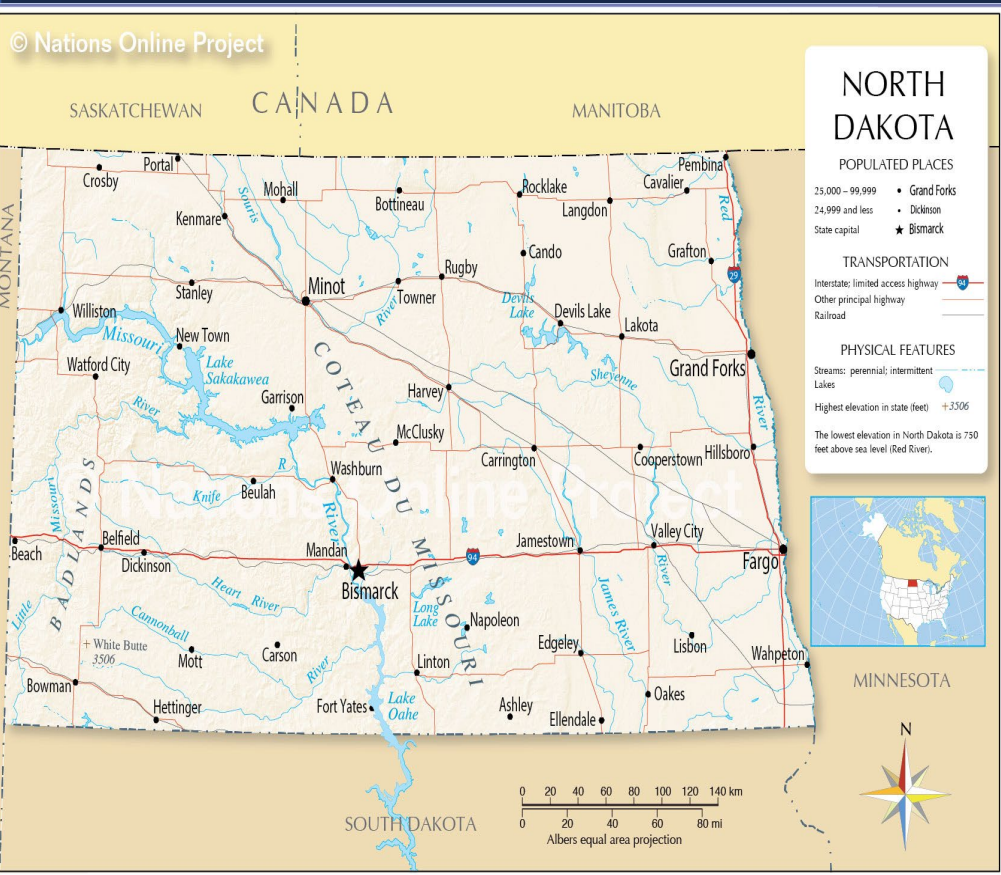 © Nations Online Project
CANADA
SASKATCHEWAN
MANITOBA
MONTANA
NORTH
DAKOTA
POPULATED PLACES
25,000 – 99,999 • Grand Forks
24,999 and less • Dickinson
State capital ★ Bismarck
TRANSPORTATION
Interstate; limited access highway 94
Other principal highway
Railroad
PHYSICAL FEATURES
Streams: perennial; intermittent
Lakes
Highest elevation in state (feet) +3506
The lowest elevation in North Dakota is 750
feet above sea level (Red River).
Portal
Crosby
Mohall
Souris
Kenmare
Bottineau
Rocklake
Pembina
Cavalier
Langdon
Red
Cando
Grafton
29
Rugby
Stanley
Minot
Towner
River
Devils
Lake
Devils Lake
Lakota
Williston
Missouri
New Town
Lake
Sakakawea
Watford City
Grand Forks
Sheyenne
Garrison
Harvey
River
River
COTEAU DU MISSOURI
McClusky
Carrington
Cooperstown
Hillsboro
Washburn
R
Beulah
Knife
Nations Online Project
River
Missouri
Little
BADLANDS
Beach
Belfield
Dickinson
Mandan
Bismarck
94
Jamestown
Valley City
Fargo
River
Heart River
James River
Long
Lake
Cannonball
River
Napoleon
Edgeley
Lisbon
Wahpeton
+ White Butte
3506
Mott
Carson
Linton
Bowman
Hettinger
Fort Yates
Lake
Oahe
Ashley
Ellendale
Oakes
MINNESOTA
SOUTH DAKOTA
N
0 20 40 60 80 100 120 140 km
0 20 40 60 80 mi
Albers equal area projection